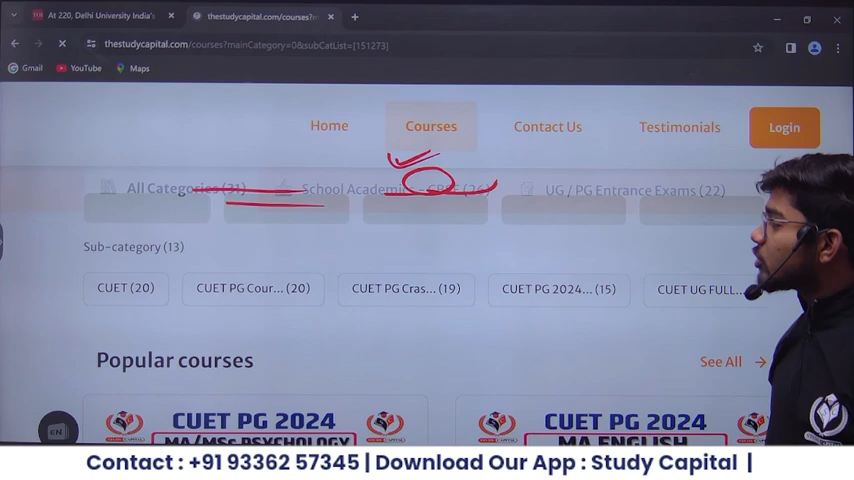 At 220, Delhi University India's
thestudycapital.com/courses?m
thestudycapital.com/courses?mainCategory=0&subCatList=[151273]
Gmail YouTube Maps
Home Courses Contact Us Testimonials Login
All Categories (31) School Academics - CBSE (26) UG / PG Entrance Exams (22)
Sub-category (13)
CUET (20) CUET PG Cour... (20) CUET PG Cras... (19) CUET PG 2024... (15) CUET UG FULL...
Popular courses See All
CUET PG 2024 CUET PG 2024
MA/MSc PSYCHOLOGY MA ENGLISH
EN
Contact : +91 93362 57345 | Download Our App : Study Capital |